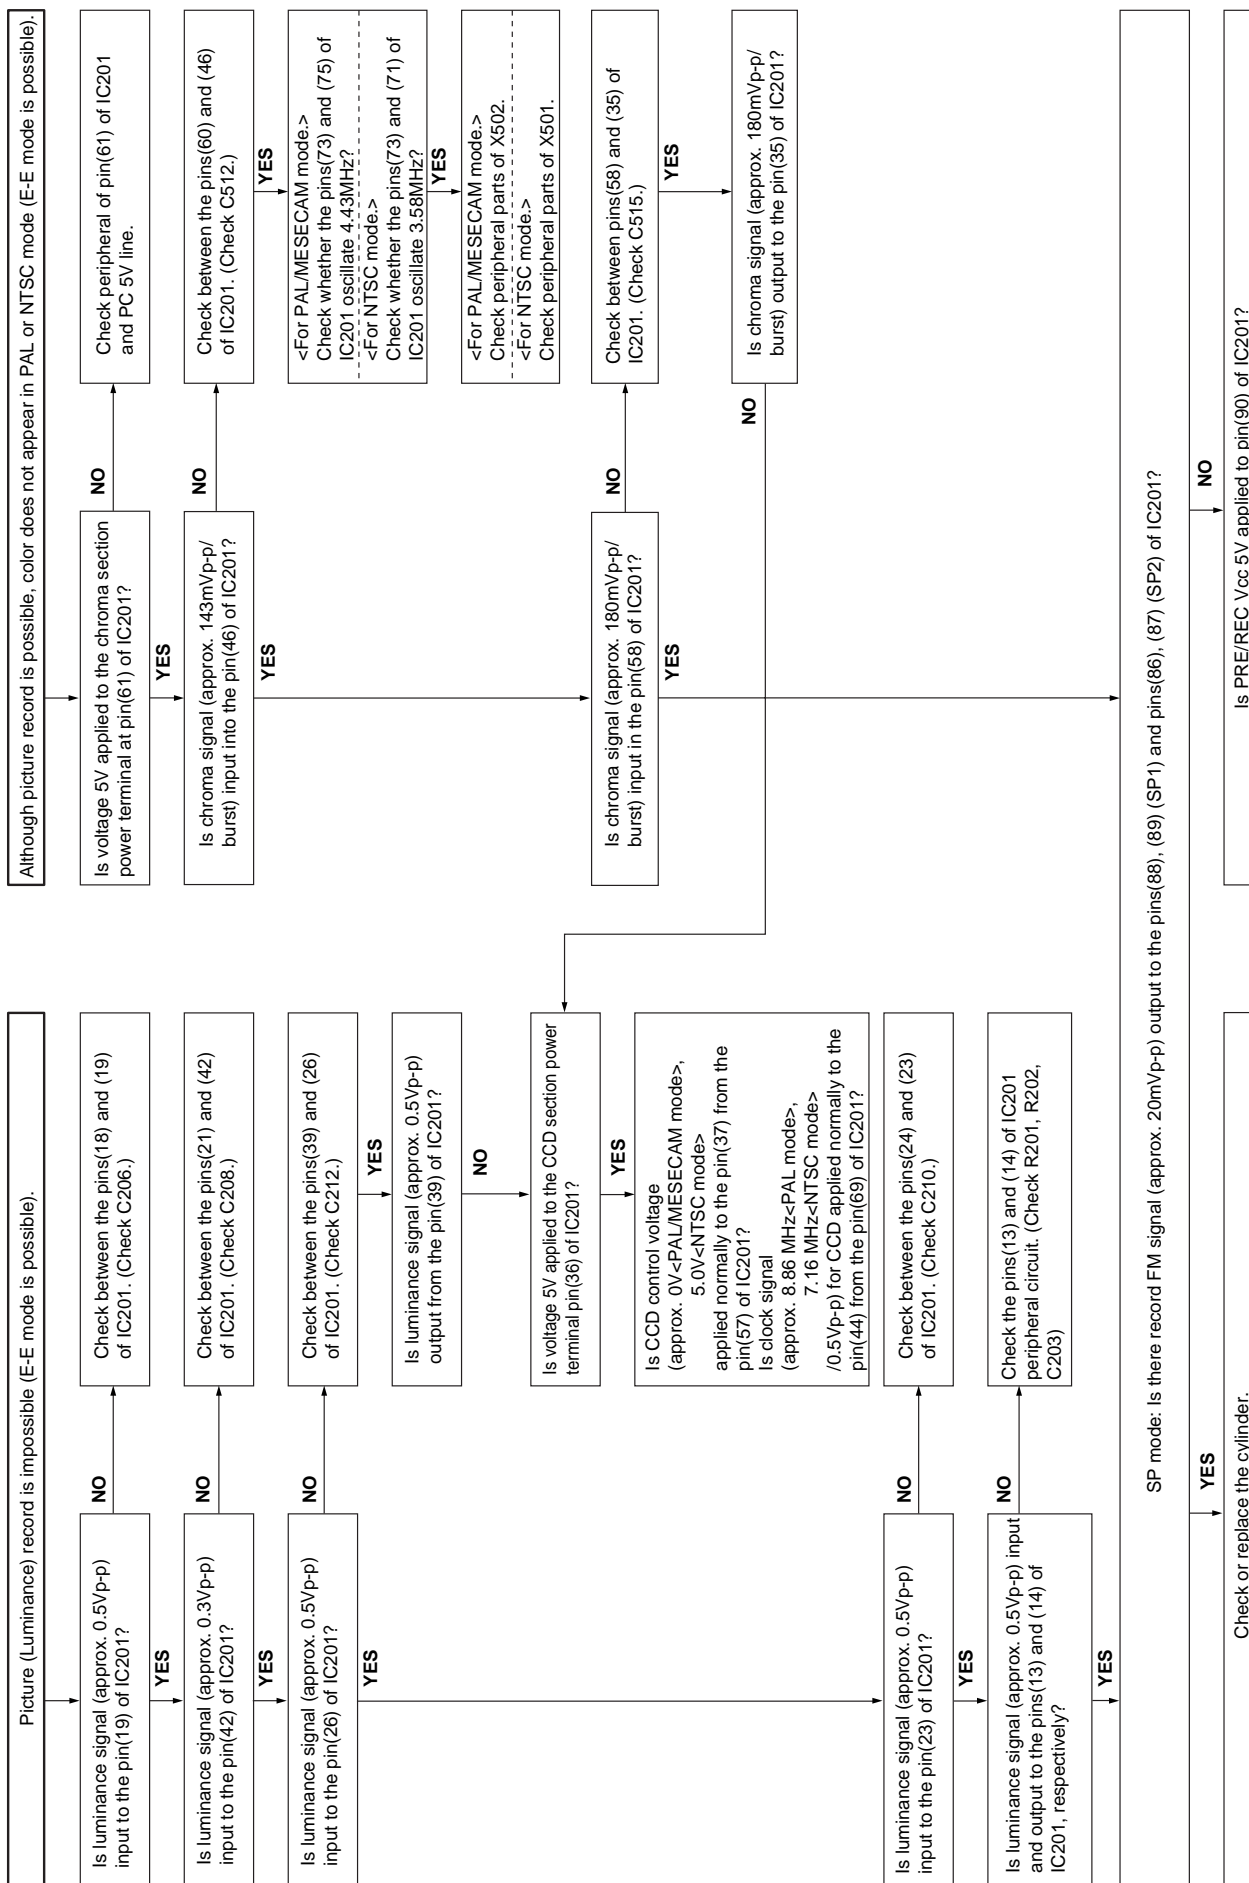 Picture (Luminance) record is impossible (E-E mode is possible).
Is luminance signal (approx. 0.5Vp-p)
input to the pin(19) of IC201?
NO
Check between the pins(18) and (19)
of IC201. (Check C206.)
YES
Is luminance signal (approx. 0.3Vp-p)
input to the pin(42) of IC201?
NO
Check between the pins(21) and (42)
of IC201. (Check C208.)
YES
Is luminance signal (approx. 0.5Vp-p)
input to the pin(26) of IC201?
NO
Check between the pins(39) and (26)
of IC201. (Check C212.)
YES
YES
Is luminance signal (approx. 0.5Vp-p)
output from the pin(39) of IC201?
NO
Is voltage 5V applied to the CCD section power
terminal pin(36) of IC201?
YES
Is CCD control voltage
(approx. 0V<PAL/MESECAM mode>,
5.0V<NTSC mode>
applied normally to the pin(37) from the
pin(57) of IC201?
Is clock signal
(approx. 8.86 MHz<PAL mode>,
7.16 MHz<NTSC mode>
/0.5Vp-p) for CCD applied normally to the
pin(44) from the pin(69) of IC201?
Is luminance signal (approx. 0.5Vp-p)
input to the pin(23) of IC201?
NO
Check between the pins(24) and (23)
of IC201. (Check C210.)
YES
Is luminance signal (approx. 0.5Vp-p) input
and output to the pins(13) and (14) of
IC201, respectively?
NO
Check the pins(13) and (14) of IC201
peripheral circuit. (Check R201, R202,
C203)
YES
Although picture record is possible, color does not appear in PAL or NTSC mode (E-E mode is possible).
Is voltage 5V applied to the chroma section
power terminal at pin(61) of IC201?
NO
Check peripheral of pin(61) of IC201
and PC 5V line.
YES
Is chroma signal (approx. 143mVp-p/
burst) input into the pin(46) of IC201?
NO
Check between the pins(60) and (46)
of IC201. (Check C512.)
YES
YES
<For PAL/MESECAM mode.>
Check whether the pins(73) and (75) of
IC201 oscillate 4.43MHz?
<For NTSC mode.>
Check whether the pins(73) and (71) of
IC201 oscillate 3.58MHz?
YES
<For PAL/MESECAM mode.>
Check peripheral parts of X502.
<For NTSC mode.>
Check peripheral parts of X501.
Is chroma signal (approx. 180mVp-p/
burst) input in the pin(58) of IC201?
NO
Check between pins(58) and (35) of
IC201. (Check C515.)
YES
YES
Is chroma signal (approx. 180mVp-p/
burst) output to the pin(35) of IC201?
NO
SP mode: Is there record FM signal (approx. 20mVp-p) output to the pins(88), (89) (SP1) and pins(86), (87) (SP2) of IC201?
YES
NO
Check or replace the cylinder.
Is PRE/REC Vcc 5V applied to pin(90) of IC201?